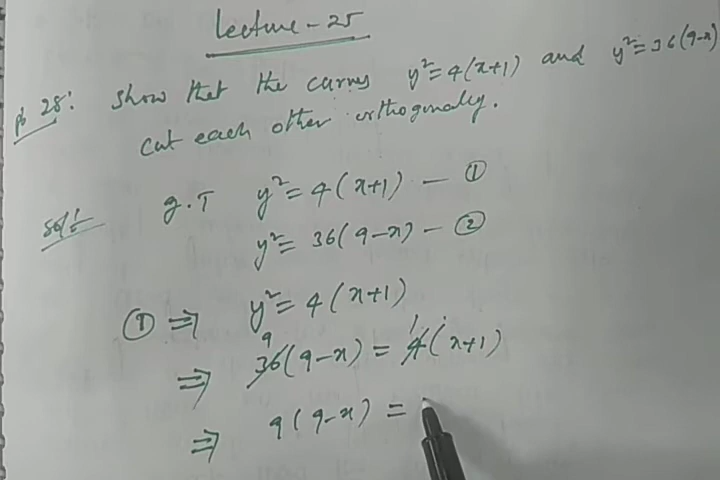 Lecture - 25
pb 28: Show that the curves y²=4(x+1) and y²=36(9-x)
cut each other orthogonally.
Sol:- g.T y²=4(x+1) — ①
y²=36(9-x) — ②
① ⇒ y²=4(x+1)
⇒ 36(9-x) = 4(x+1)
9 1
⇒ 9(9-x) =